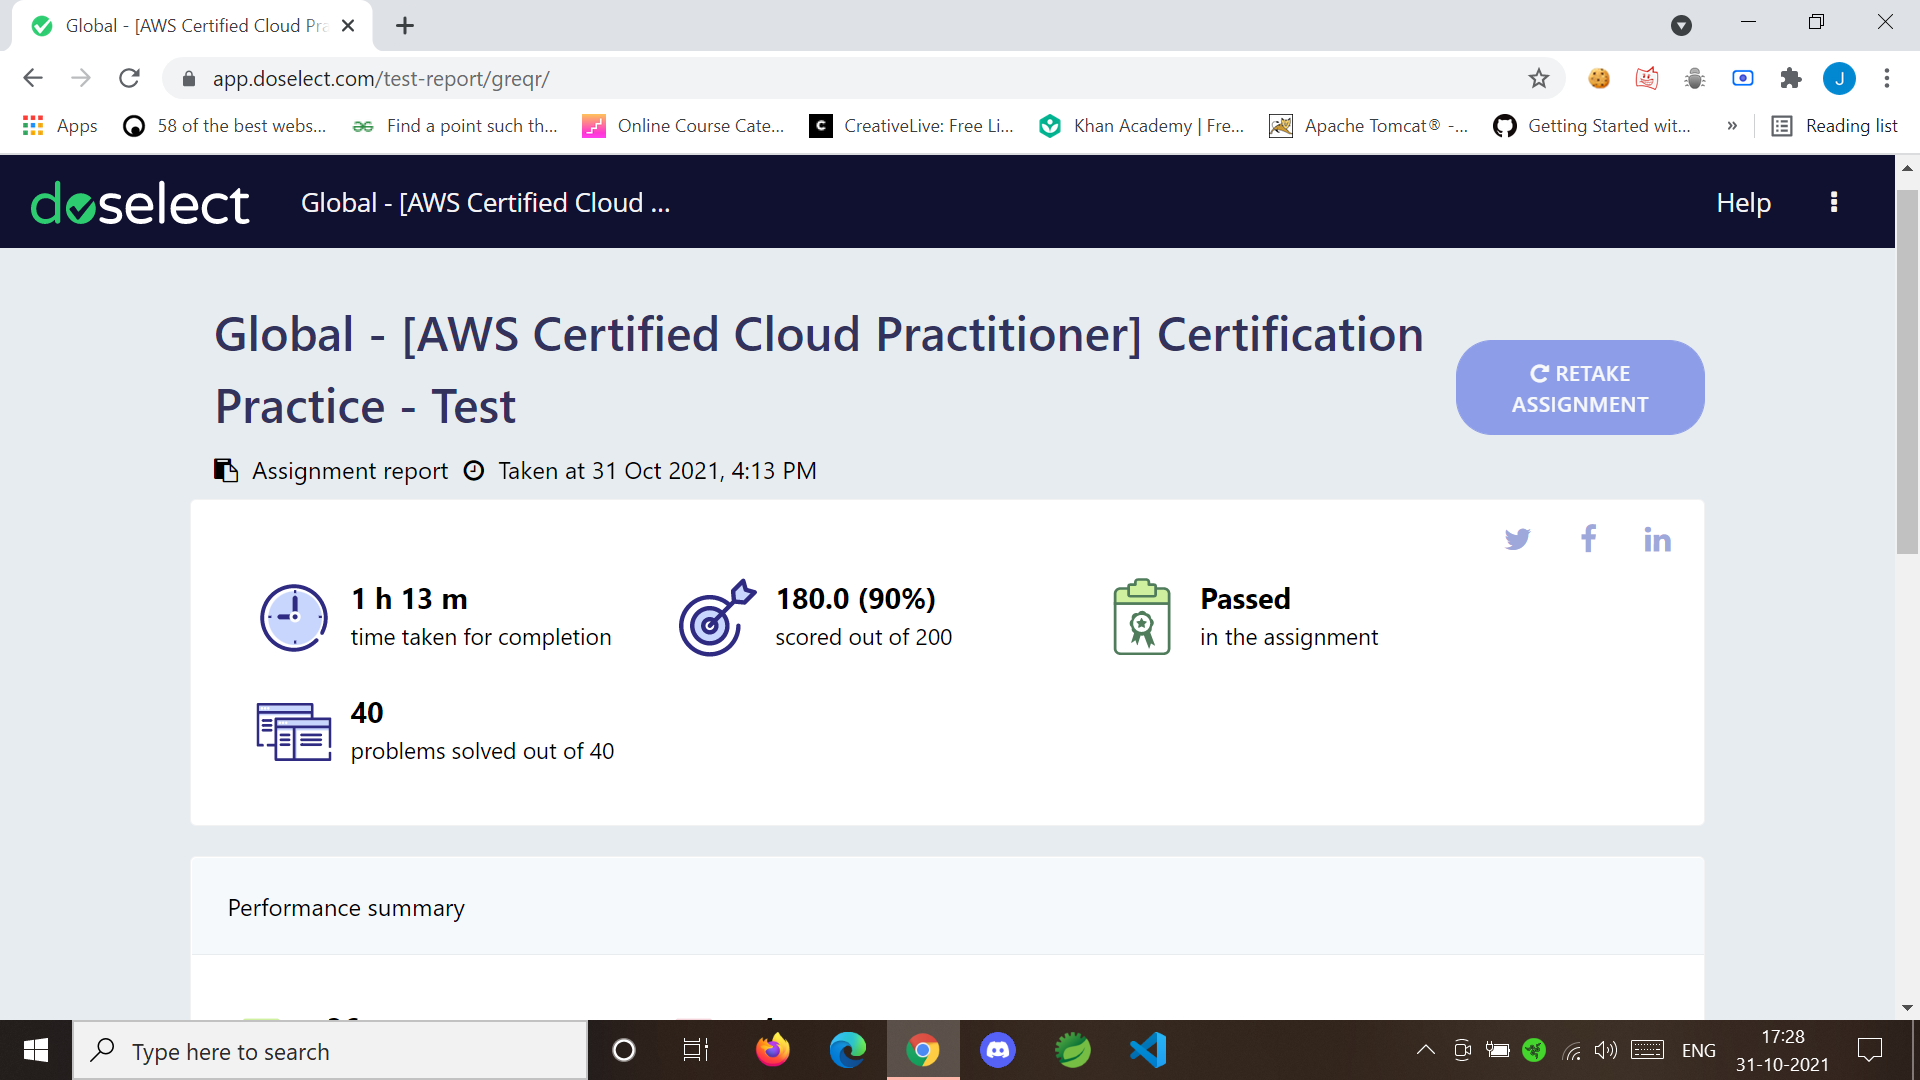 Global - [AWS Certified Cloud Pra
app.doselect.com/test-report/greqr/
J
Apps
58 of the best webs...
Find a point such th...
Online Course Cate...
CreativeLive: Free Li...
Khan Academy | Fre...
Apache Tomcat® -...
Getting Started wit...
»
Reading list
doselect
Global - [AWS Certified Cloud ...
Help
Global - [AWS Certified Cloud Practitioner] Certification
Practice - Test
RETAKE
ASSIGNMENT
Assignment report
Taken at 31 Oct 2021, 4:13 PM
1 h 13 m
time taken for completion
180.0 (90%)
scored out of 200
Passed
in the assignment
40
problems solved out of 40
Performance summary
Type here to search
ENG
17:28
31-10-2021